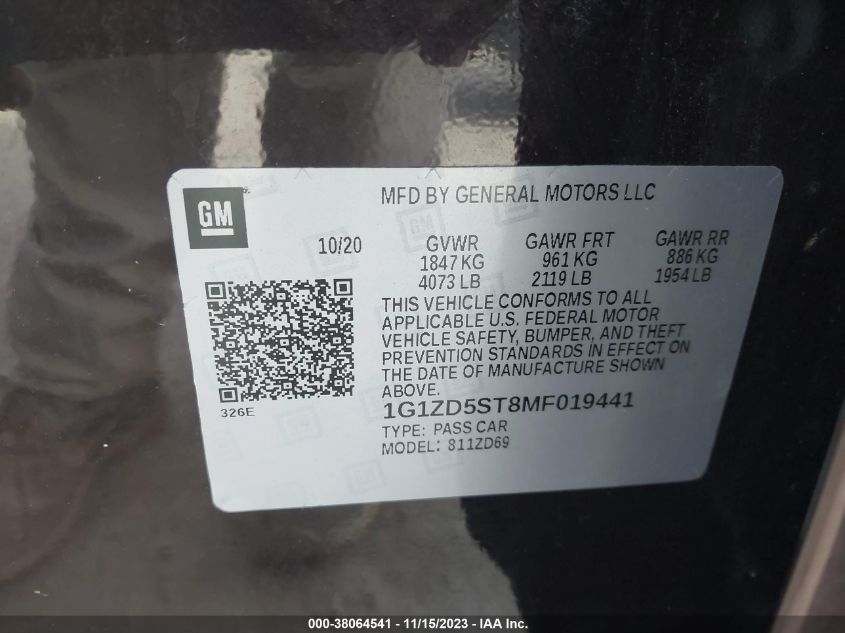 GM
MFD BY GENERAL MOTORS LLC
10/20 GVWR GAWR FRT GAWR RR
1847 KG 961 KG 886 KG
4073 LB 2119 LB 1954 LB
THIS VEHICLE CONFORMS TO ALL
APPLICABLE U.S. FEDERAL MOTOR
VEHICLE SAFETY, BUMPER, AND THEFT
PREVENTION STANDARDS IN EFFECT ON
THE DATE OF MANUFACTURE SHOWN
ABOVE.
326E
1G1ZD5ST8MF019441
TYPE: PASS CAR
MODEL: 811ZD69
000-38064541 - 11/15/2023 - IAA Inc.